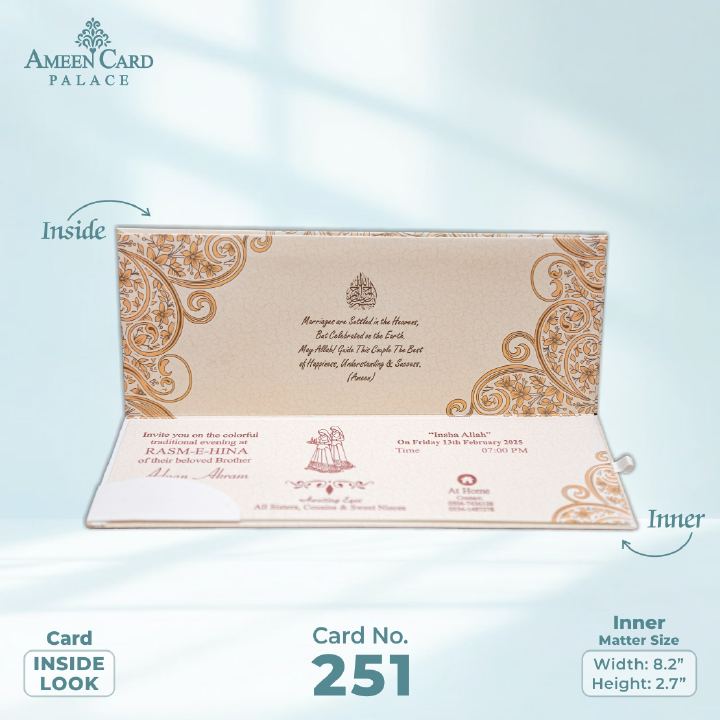 AMEEN CARD
PALACE
Inside
Marriages are Settled in the Heavens,
But Celebrated on the Earth.
May Allah! Guide This Couple The Best
of Happiness, Understanding & Success.
(Ameen)
Invite you on the colorful
traditional evening at
RASM-E-HINA
of their beloved Brother
Adnan Akram
Awaiting Eyes
All Sisters, Cousins & Sweet Nieces
"Insha Allah"
On Friday 13th February 2025
Time 07:00 PM
At Home
Contact:
Inner
Card
INSIDE
LOOK
Card No.
251
Inner
Matter Size
Width: 8.2”
Height: 2.7”